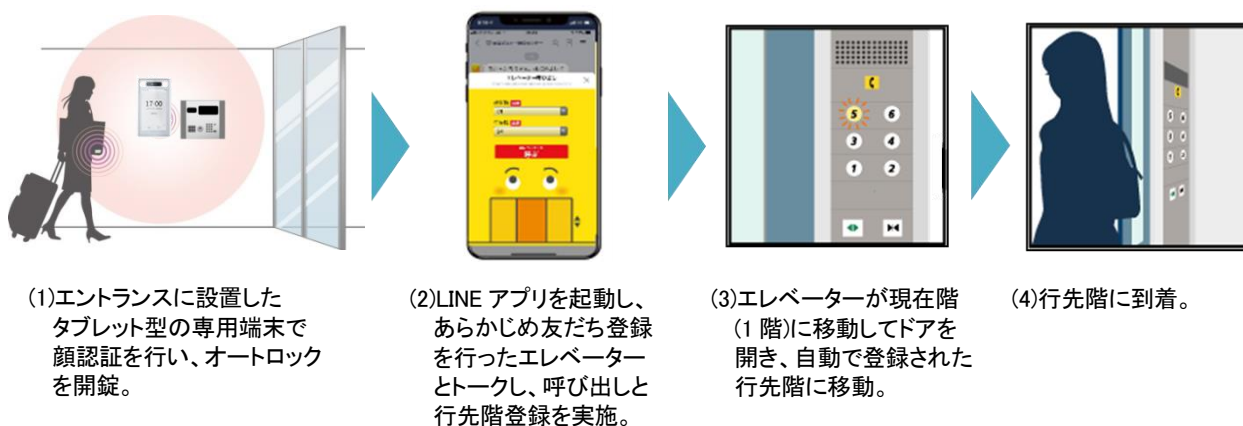 17:00
5
6
3
4
1
2
(1)エントランスに設置した
タブレット型の専用端末で
顔認証を行い、オートロック
を開錠。
(2)LINE アプリを起動し、
あらかじめ友だち登録
を行ったエレベーター
とトークし、呼び出しと
行先階登録を実施。
(3)エレベーターが現在階
(1 階)に移動してドアを
開き、自動で登録された
行先階に移動。
(4)行先階に到着。